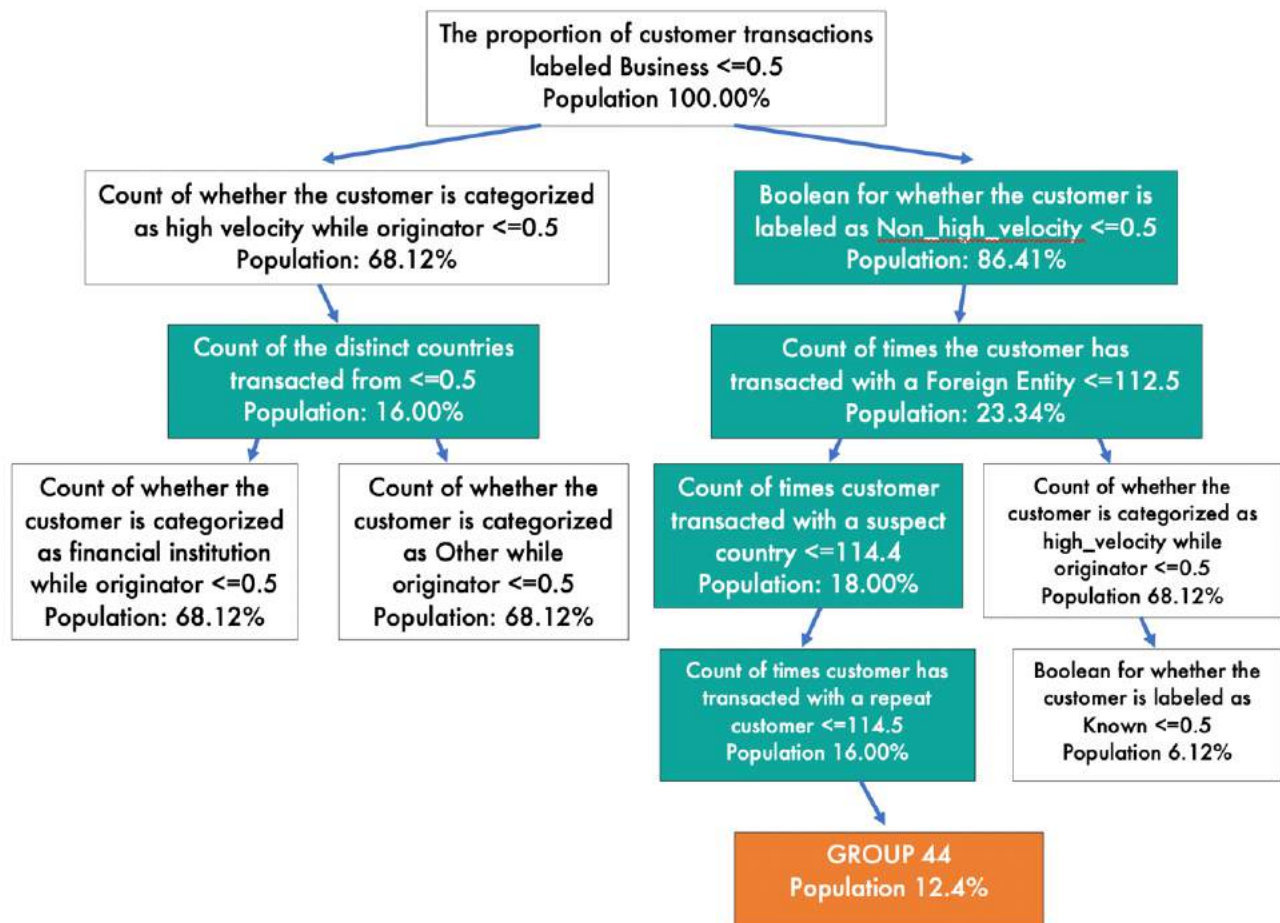 The proportion of customer transactions
labeled Business <=0.5
Population 100.00%
Count of whether the customer is categorized
as high velocity while originator <=0.5
Population: 68.12%
Boolean for whether the customer is
labeled as Non_high_velocity <=0.5
Population: 86.41%
Count of the distinct countries
transacted from <=0.5
Population: 16.00%
Count of times the customer has
transacted with a Foreign Entity <=112.5
Population: 23.34%
Count of whether the
customer is categorized
as financial institution
while originator <=0.5
Population: 68.12%
Count of whether the
customer is categorized
as Other while
originator <=0.5
Population: 68.12%
Count of times customer
transacted with a suspect
country <=114.4
Population: 18.00%
Count of whether the
customer is categorized as
high_velocity while
originator <=0.5
Population 68.12%
Count of times customer has
transacted with a repeat
customer <=114.5
Population 16.00%
Boolean for whether the
customer is labeled as
Known <=0.5
Population 6.12%
GROUP 44
Population 12.4%